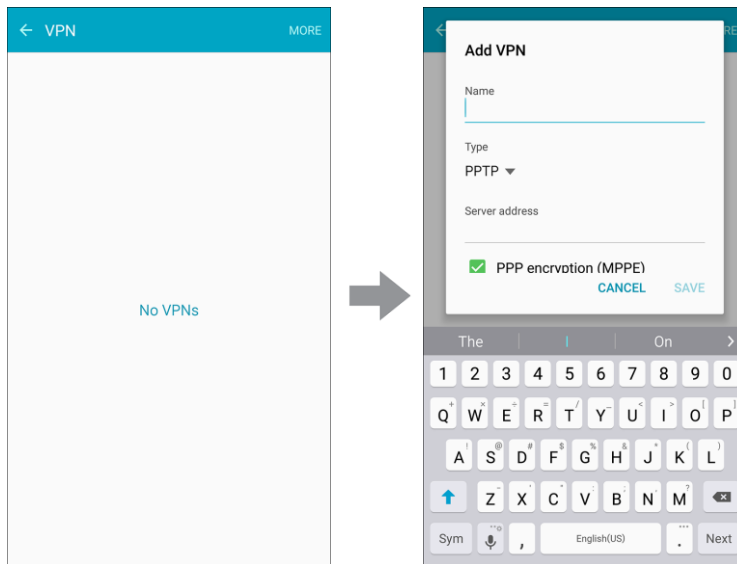 VPN MORE
No VPNs
RE
Add VPN
Name
Type
PPTP
Server address
PPP encryption (MPPE)
CANCEL SAVE
The I On
1 2 3 4 5 6 7 8 9 0
Q W E R T Y U I O P
A S D F G H J K L
Z X C V B N M
Sym , English(US) . Next